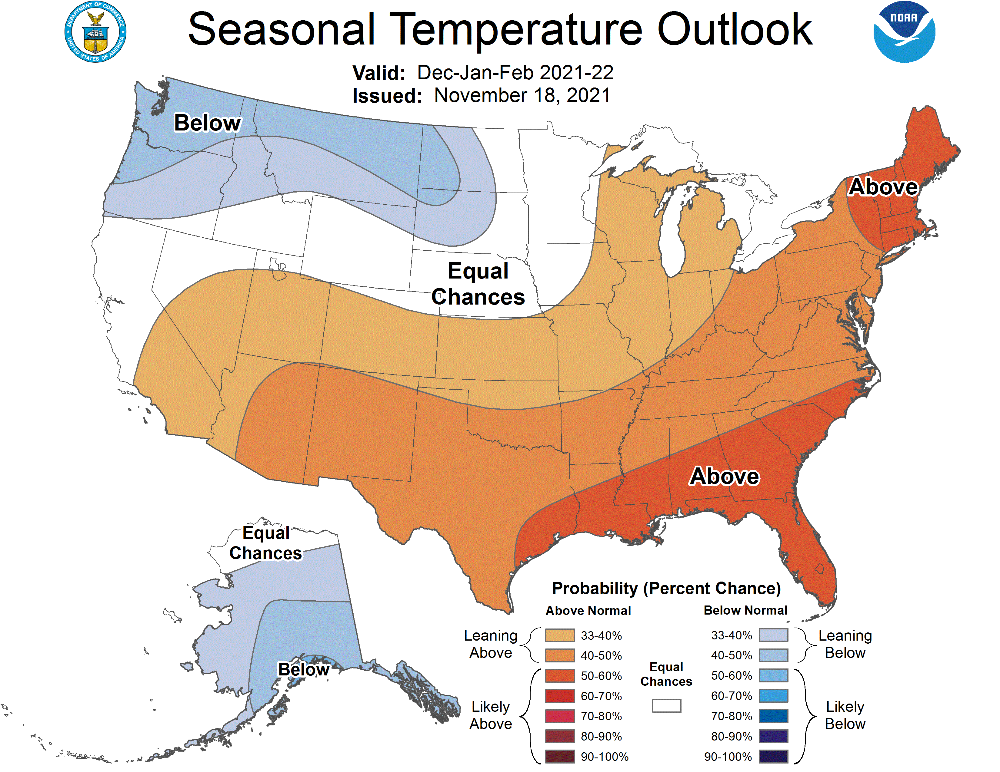 DEPARTMENT OF COMMERCE
UNITED STATES OF AMERICA
Seasonal Temperature Outlook
NOAA
Valid: Dec-Jan-Feb 2021-22
Issued: November 18, 2021
Below
Above
Equal
Chances
Above
Equal
Chances
Below
Probability (Percent Chance)
Above Normal
Below Normal
Leaning
Above
33-40%
40-50%
Likely
Above
50-60%
60-70%
70-80%
80-90%
90-100%
Equal
Chances
33-40%
40-50%
Leaning
Below
50-60%
60-70%
70-80%
80-90%
90-100%
Likely
Below